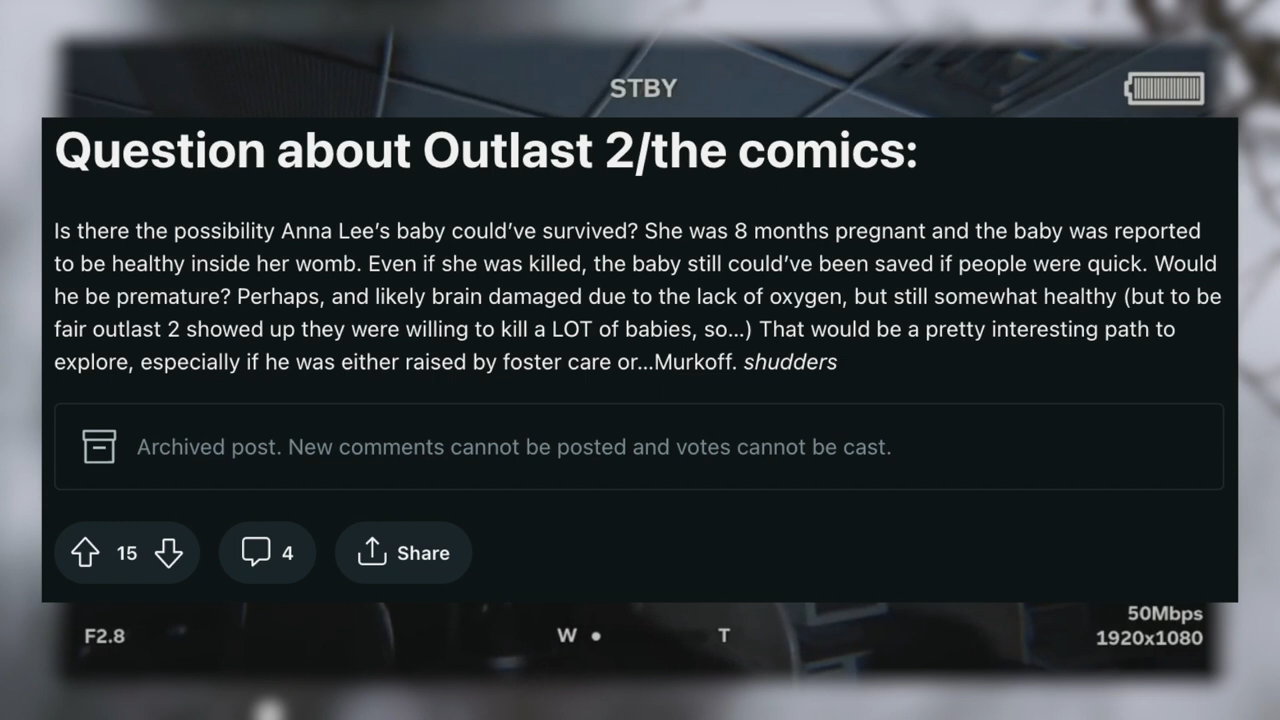 STBY
Question about Outlast 2/the comics:
Is there the possibility Anna Lee’s baby could’ve survived? She was 8 months pregnant and the baby was reported
to be healthy inside her womb. Even if she was killed, the baby still could’ve been saved if people were quick. Would
he be premature? Perhaps, and likely brain damaged due to the lack of oxygen, but still somewhat healthy (but to be
fair outlast 2 showed up they were willing to kill a LOT of babies, so...) That would be a pretty interesting path to
explore, especially if he was either raised by foster care or...Murkoff. shudders
Archived post. New comments cannot be posted and votes cannot be cast.
15 4 Share
50Mbps
F2.8 W T 1920x1080